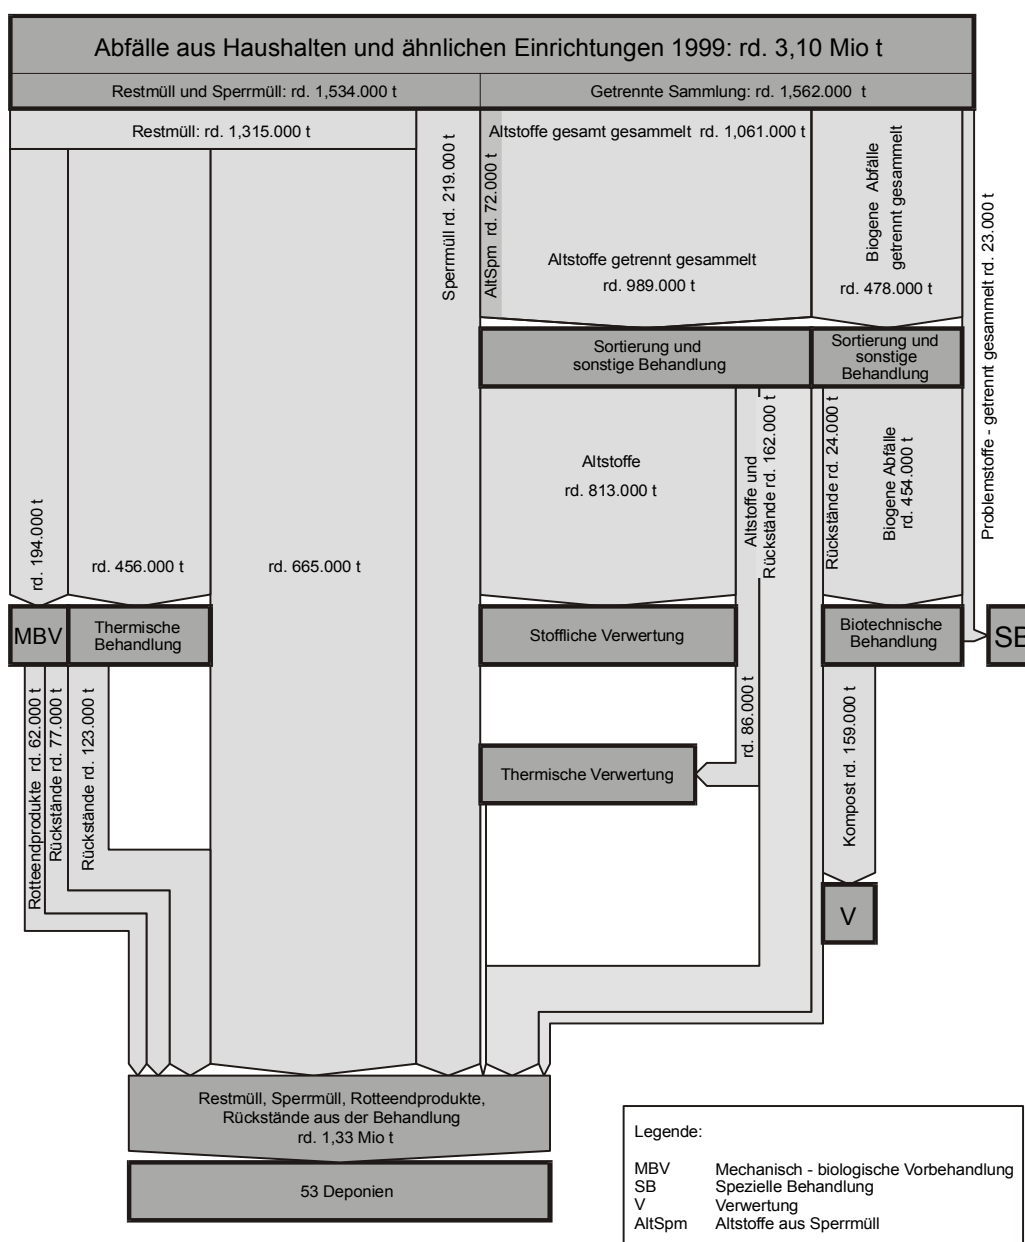 Abfälle aus Haushalten und ähnlichen Einrichtungen 1999: rd. 3,10 Mio t
Restmüll und Sperrmüll: rd. 1,534.000 t
Getrennte Sammlung: rd. 1,562.000 t
Restmüll: rd. 1,315.000 t
Sperrmüll rd. 219.000 t
AltSpm rd. 72.000 t
Altstoffe gesamt gesammelt rd. 1,061.000 t
Altstoffe getrennt gesammelt
rd. 989.000 t
Biogene Abfälle
getrennt gesammelt
rd. 478.000 t
Problemstoffe - getrennt gesammelt rd. 23.000 t
Sortierung und
sonstige Behandlung
Sortierung und
sonstige
Behandlung
Altstoffe
rd. 813.000 t
Altstoffe und
Rückstände rd. 162.000 t
Rückstände rd. 24.000 t
Biogene Abfälle
rd. 454.000 t
rd. 194.000 t
rd. 456.000 t
rd. 665.000 t
MBV
Thermische
Behandlung
Stoffliche Verwertung
Biotechnische
Behandlung
SB
Rotteendprodukte rd. 62.000 t
Rückstände rd. 77.000 t
Rückstände rd. 123.000 t
rd. 86.000 t
Thermische Verwertung
Kompost rd. 159.000 t
V
Restmüll, Sperrmüll, Rotteendprodukte,
Rückstände aus der Behandlung
rd. 1,33 Mio t
53 Deponien
Legende:
MBV Mechanisch - biologische Vorbehandlung
SB Spezielle Behandlung
V Verwertung
AltSpm Altstoffe aus Sperrmüll